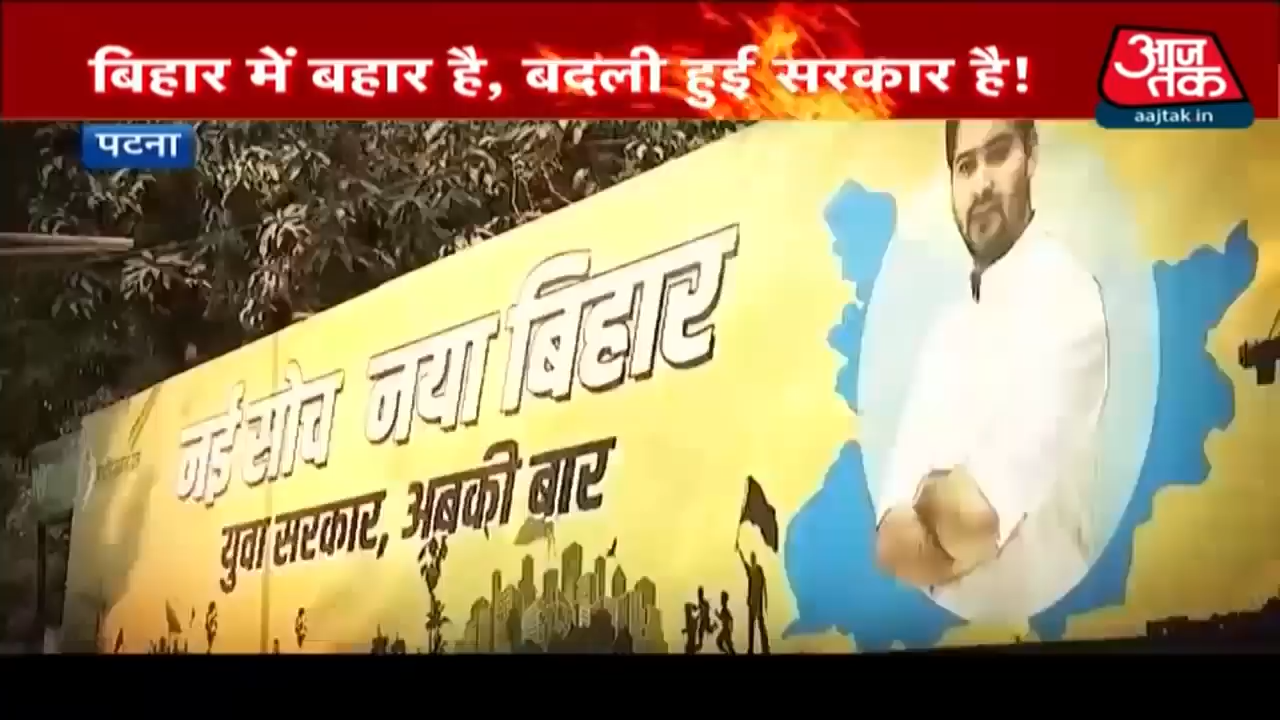 बिहार में बहार है, बदली हुई सरकार है!
आज
तक
aajtak.in
पटना
नई सोच नया बिहार
युवा सरकार, अबकी बार